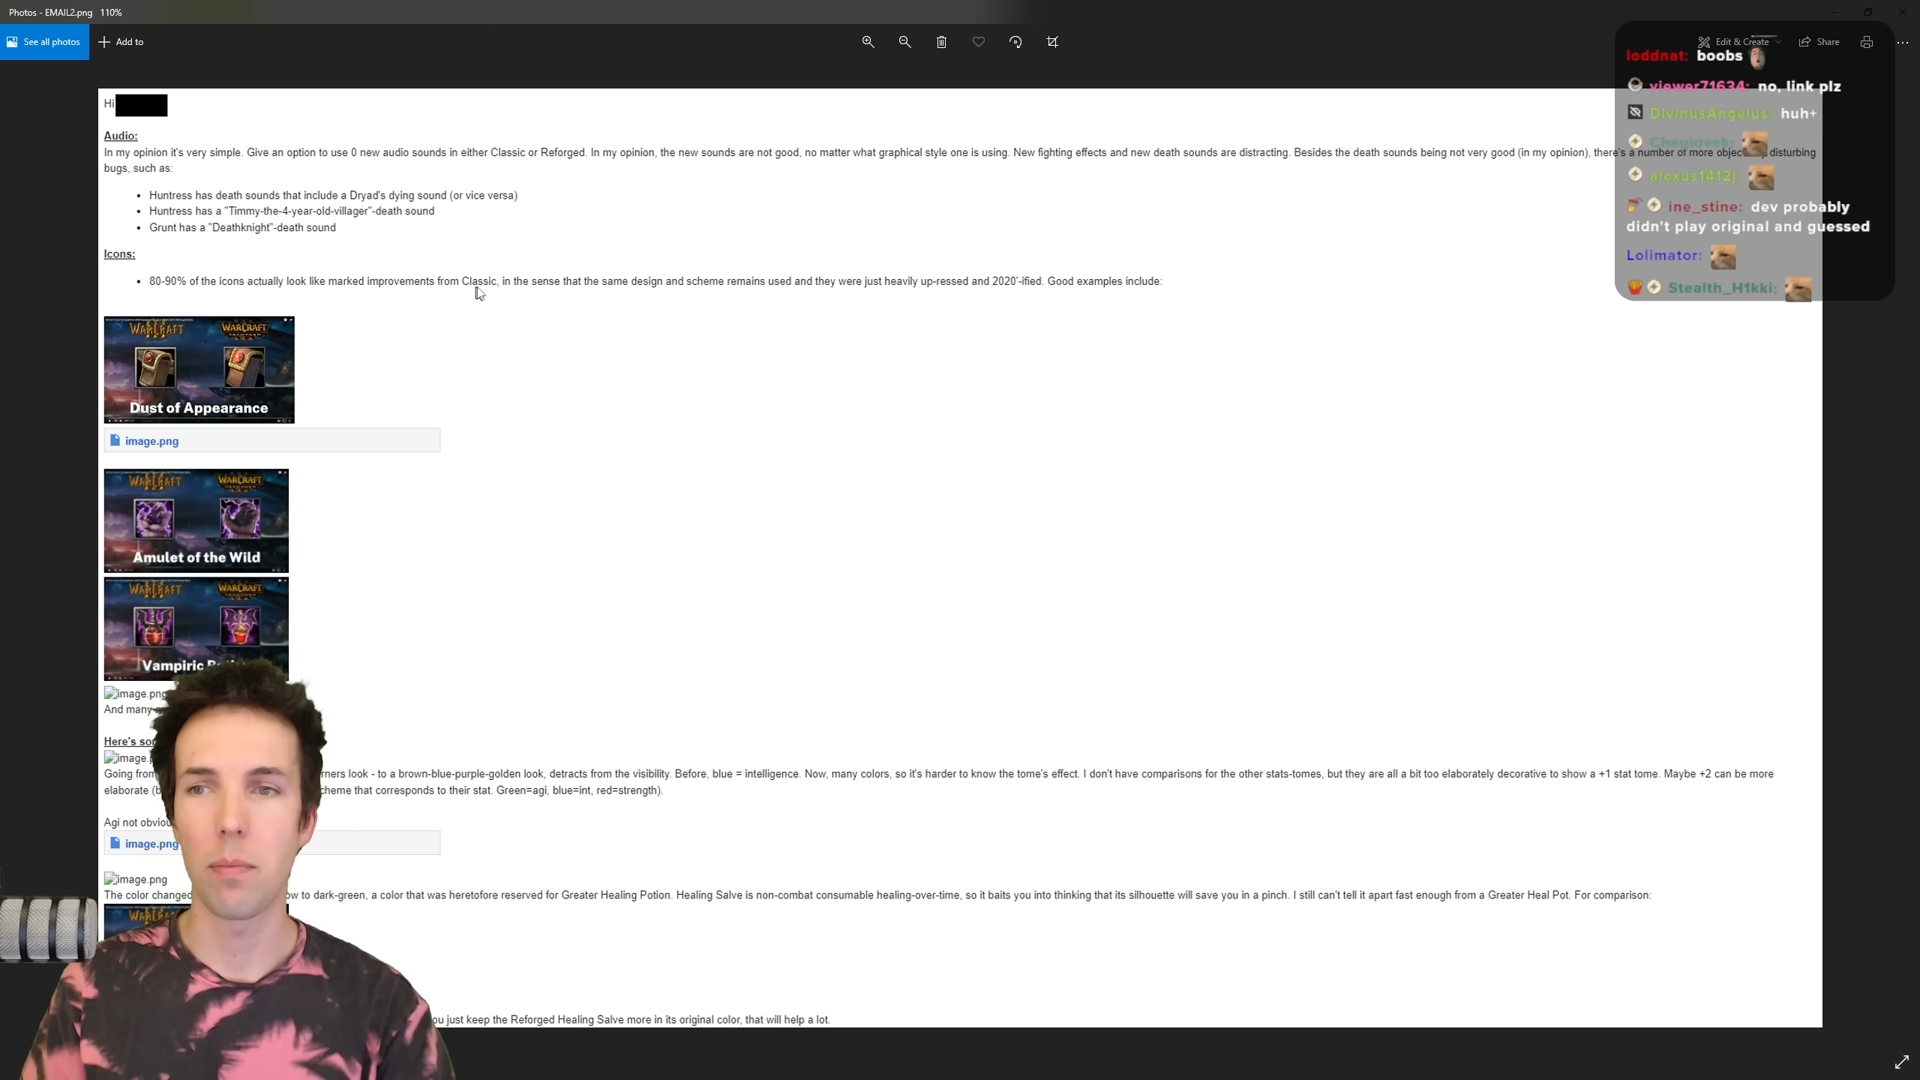 Photos - EMAIL2.png 110%
See all photos
Add to
Edit & Create
Share
loddnat: boobs
viewer71634: no, link plz
DivinusAngelus huh+
Cheglovek:
alexus1412j:
ine_stine: dev probably
didn't play original and guessed
Lolimator:
Stealth_H1kki:
Hi
Audio:
In my opinion it's very simple. Give an option to use 0 new audio sounds in either Classic or Reforged. In my opinion, the new sounds are not good, no matter what graphical style one is using. New fighting effects and new death sounds are distracting. Besides the death sounds being not very good (in my opinion), there's a number of more disturbing
bugs, such as:
• Huntress has death sounds that include a Dryad's dying sound (or vice versa)
• Huntress has a "Timmy-the-4-year-old-villager"-death sound
• Grunt has a "Deathknight"-death sound
Icons:
• 80-90% of the icons actually look like marked improvements from Classic, in the sense that the same design and scheme remains used and they were just heavily up-ressed and 2020'-ified. Good examples include:
WARCRAFT
WARCRAFT
Dust of Appearance
image.png
WARCRAFT
WARCRAFT
Amulet of the Wild
WARCRAFT
WARCRAFT
Vampiric
image.png
And many
Here's
image.
Going from look - to a brown-blue-purple-golden look, detracts from the visibility. Before, blue = intelligence. Now, many colors, so it's harder to know the tome's effect. I don't have comparisons for the other stats-tomes, but they are all a bit too elaborately decorative to show a +1 stat tome. Maybe +2 can be more
elaborate scheme that corresponds to their stat. Green=agi, blue=int, red=strength).
Agi not
image.png
image.png
The color changed to dark-green, a color that was heretofore reserved for Greater Healing Potion. Healing Salve is non-combat consumable healing-over-time, so it baits you into thinking that its silhouette will save you in a pinch. I still can't tell it apart fast enough from a Greater Heal Pot. For comparison:
just keep the Reforged Healing Salve more in its original color, that will help a lot.